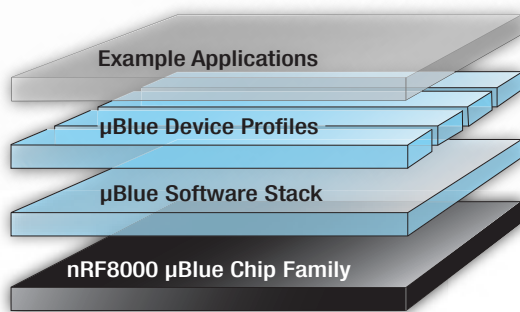 Example Applications
µBlue Device Profiles
µBlue Software Stack
nRF8000 µBlue Chip Family